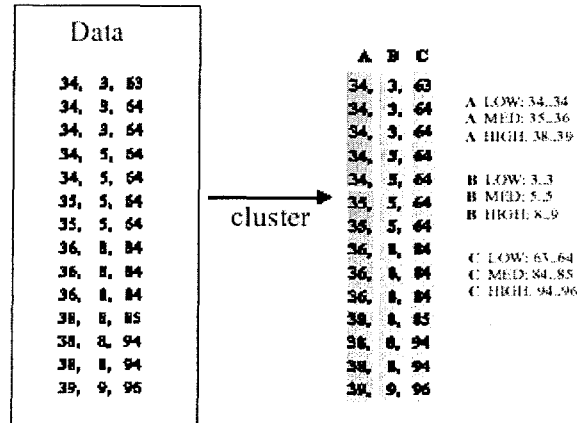 Data
34, 3, 63
34, 3, 64
34, 3, 64
34, 5, 64
34, 5, 64
35, 5, 64
35, 5, 64
36, 8, 84
36, 8, 84
36, 8, 84
38, 8, 85
38, 8, 94
38, 8, 94
39, 9, 96
cluster
A B C
34, 3, 63
34, 3, 64
34, 3, 64
34, 5, 64
34, 5, 64
35, 5, 64
35, 5, 64
36, 8, 84
36, 8, 84
36, 8, 84
38, 8, 85
38, 8, 94
38, 8, 94
39, 9, 96
A LOW: 34..34
A MED: 35..36
A HIGH: 38..39
B LOW: 3..3
B MED: 5..5
B HIGH: 8..9
C LOW: 63..64
C MED: 84..85
C HIGH: 94..96